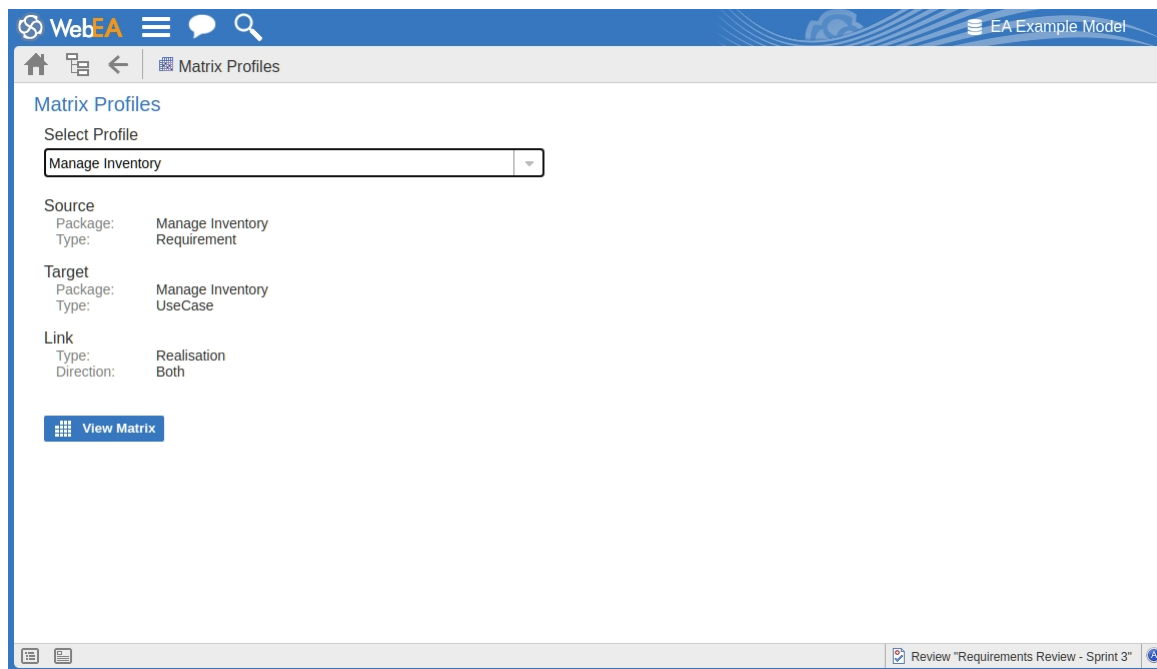 WebEA
EA Example Model
Matrix Profiles
Matrix Profiles
Select Profile
Manage Inventory
Source
Package: Manage Inventory
Type: Requirement
Target
Package: Manage Inventory
Type: UseCase
Link
Type: Realisation
Direction: Both
View Matrix
Review "Requirements Review - Sprint 3"
A